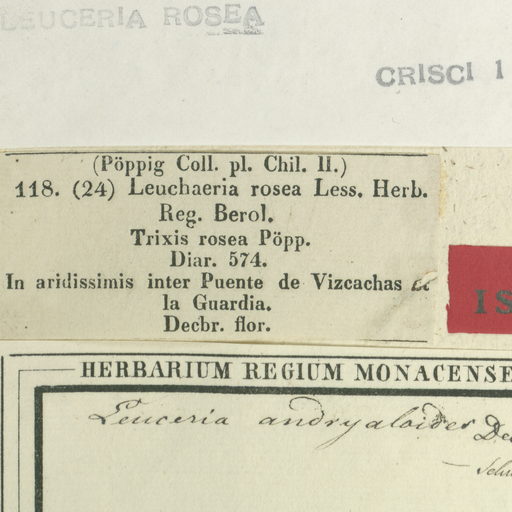 LEUCERIA ROSEA
CRISCI 1
(Pöppig Coll. pl. Chil. II.)
118. (24) Leuchaeria rosea Less. Herb.
Reg. Berol.
Trixis rosea Pöpp.
Diar. 574.
In aridissimis inter Puente de Vizcachas et
la Guardia.
Decbr. flor.
IS
HERBARIUM REGIUM MONACENSE
Leuceria andryaloides Dec